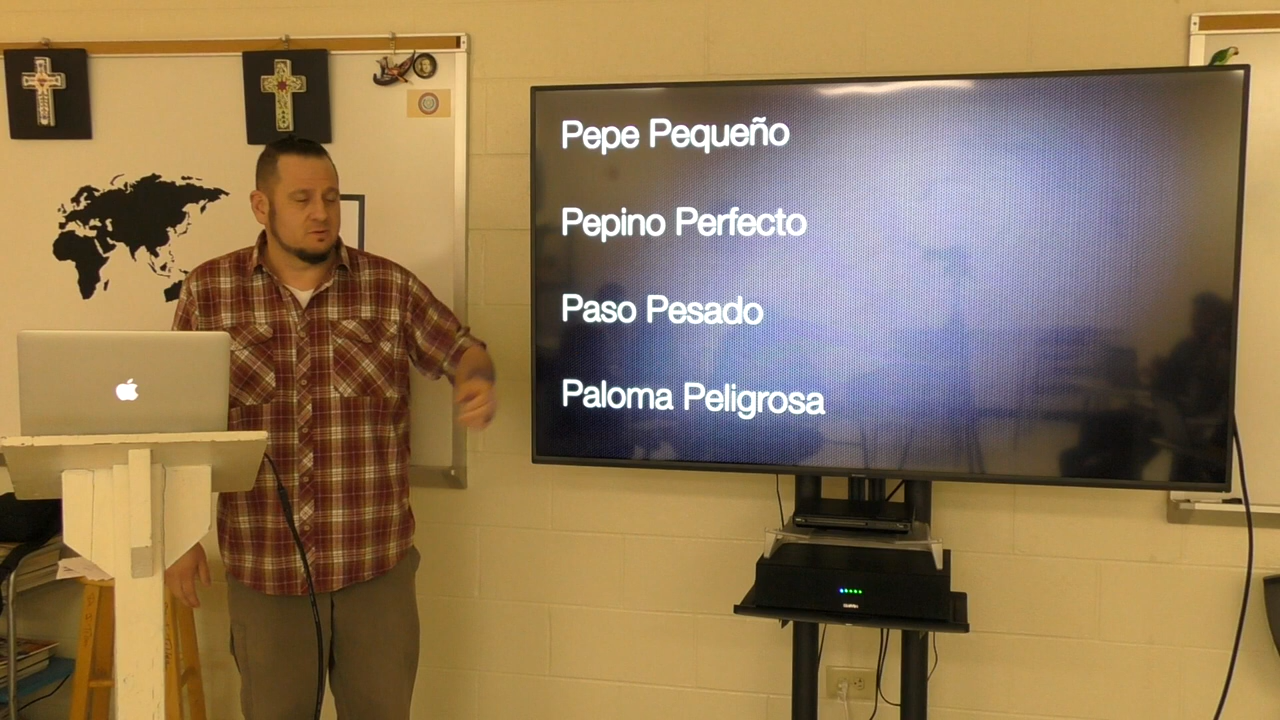 Pepe Pequeño
Pepino Perfecto
Paso Pesado
Paloma Peligrosa